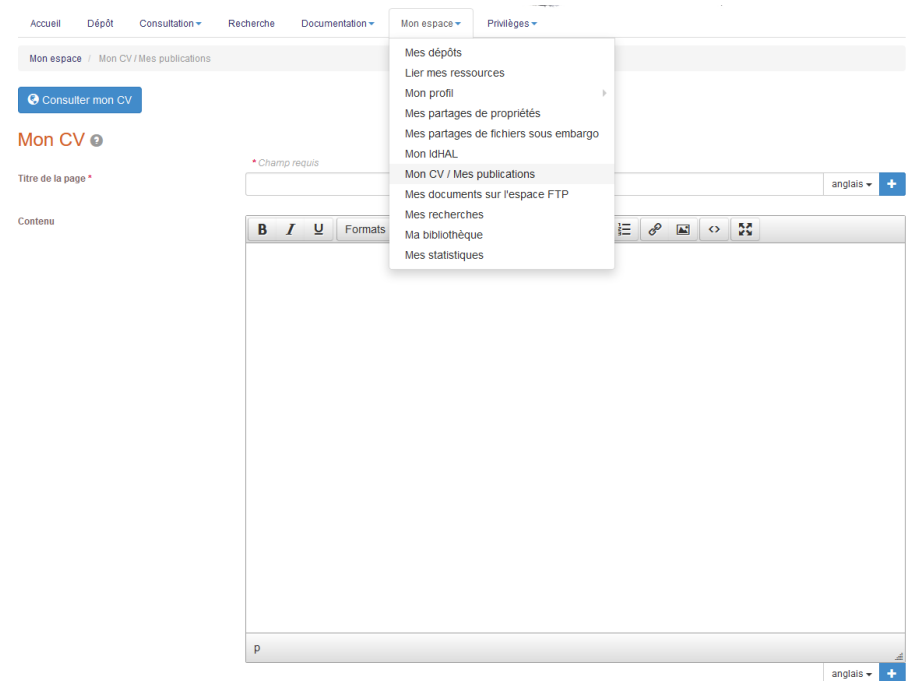 Accueil Dépôt Consultation Recherche Documentation Mon espace Privilèges
Mon espace / Mon CV / Mes publications
Mes dépôts
Lier mes ressources
Mon profil
Mes partages de propriétés
Mes partages de fichiers sous embargo
Mon IdHAL
Mon CV / Mes publications
Mes documents sur l'espace FTP
Mes recherches
Ma bibliothèque
Mes statistiques
Consulter mon CV
Mon CV ?
* Champ requis
Titre de la page * anglais +
Contenu
B I U Formats
p
anglais +